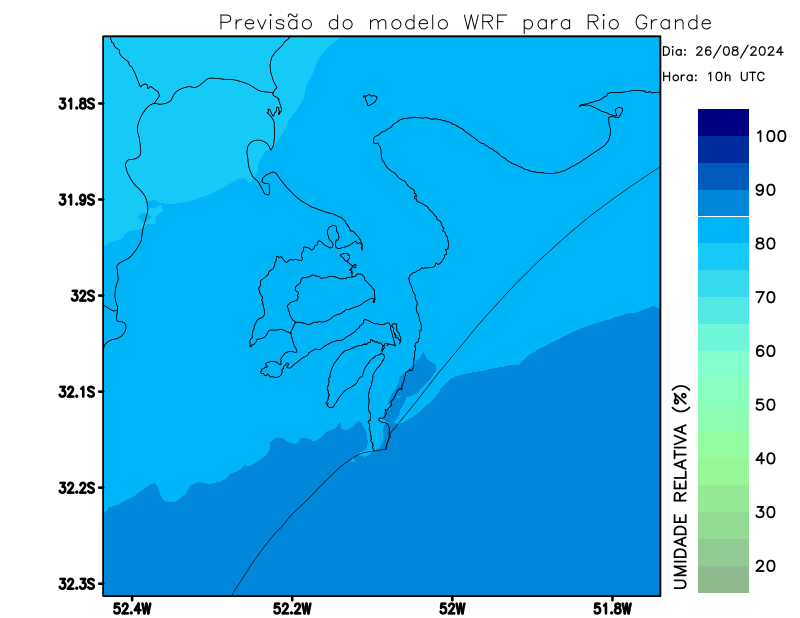 Previsão do modelo WRF para Rio Grande
Dia: 26/08/2024
Hora: 10h UTC
31.8S
31.9S
32S
32.1S
32.2S
32.3S
52.4W
52.2W
52W
51.8W
100
90
80
70
60
50
40
30
20
UMIDADE RELATIVA (%)